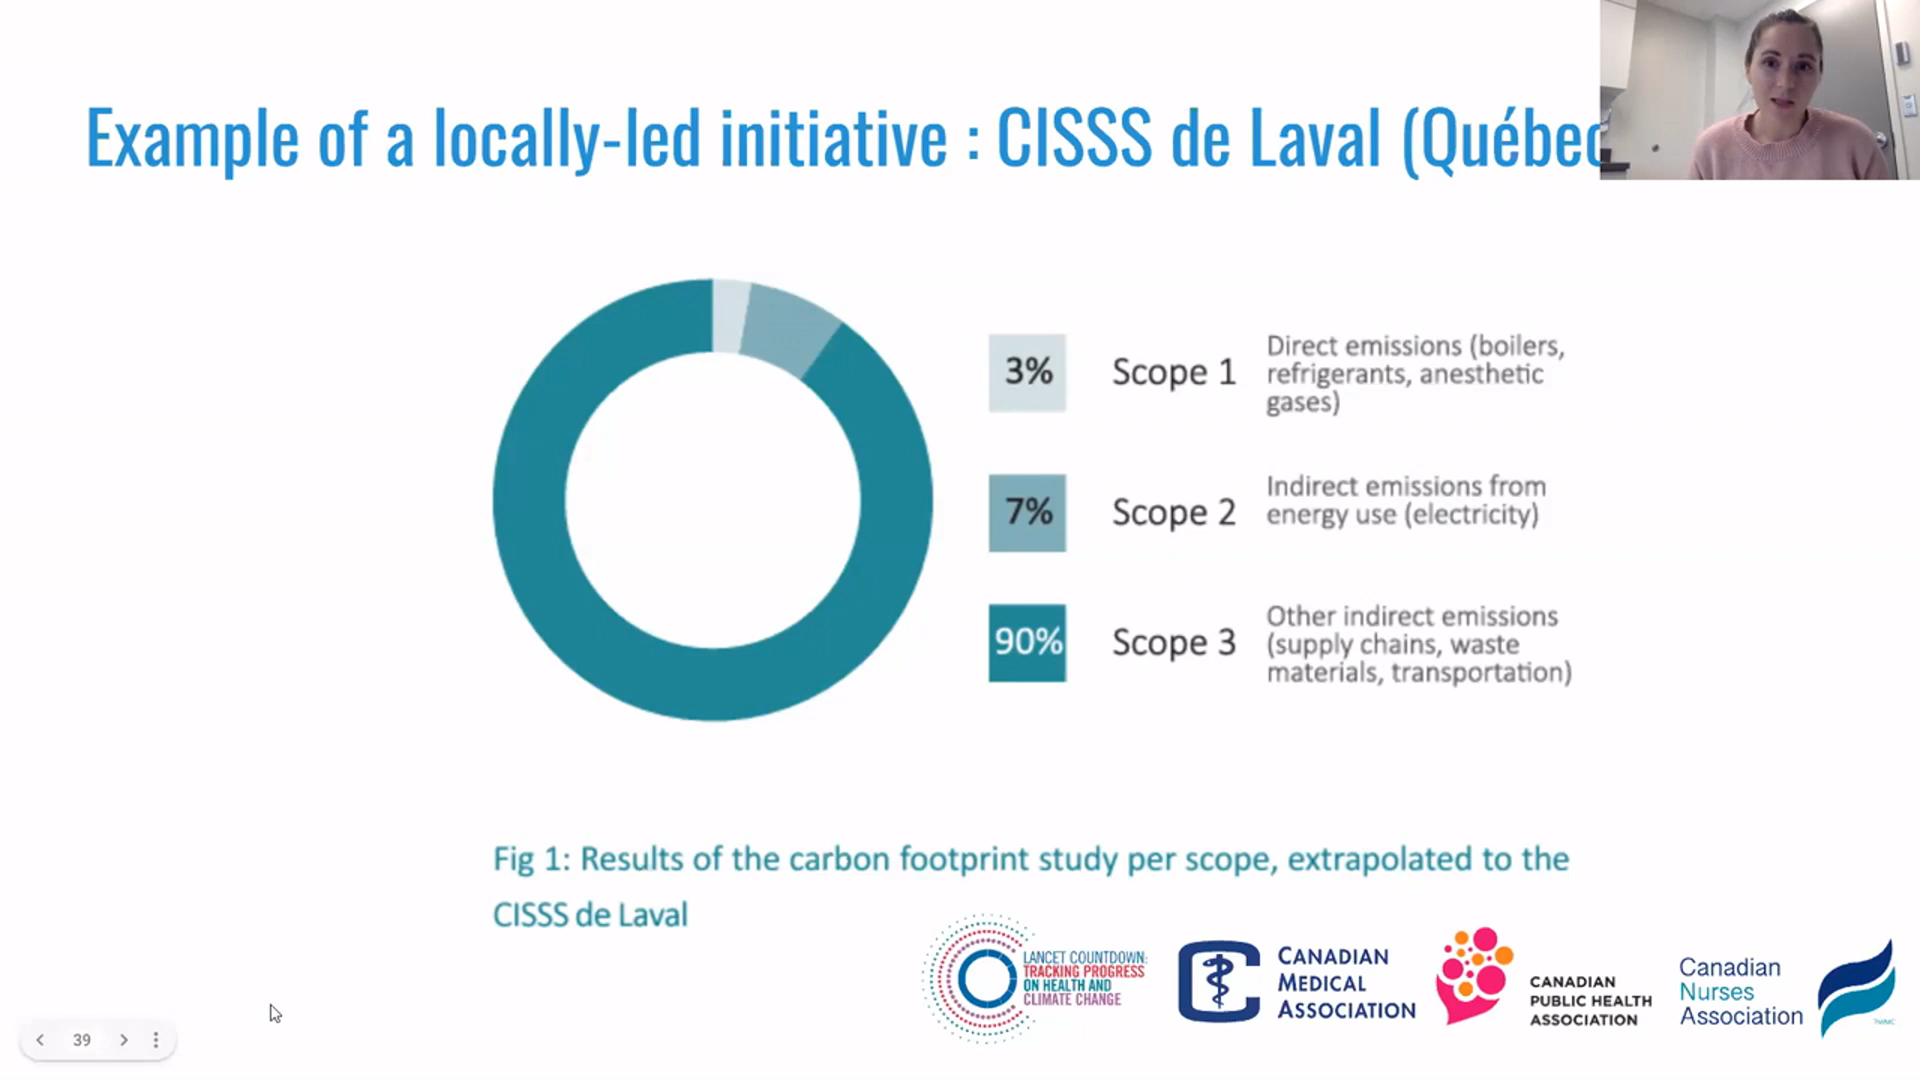 Example of a locally-led initiative : CISSS de Laval (Québec
3% Scope 1 Direct emissions (boilers,
refrigerants, anesthetic
gases)
7% Scope 2 Indirect emissions from
energy use (electricity)
90% Scope 3 Other indirect emissions
(supply chains, waste
materials, transportation)
Fig 1: Results of the carbon footprint study per scope, extrapolated to the
CISSS de Laval
LANCET COUNTDOWN:
TRACKING PROGRESS
ON HEALTH AND
CLIMATE CHANGE
CANADIAN
MEDICAL
ASSOCIATION
CANADIAN
PUBLIC HEALTH
ASSOCIATION
Canadian
Nurses
Association
39